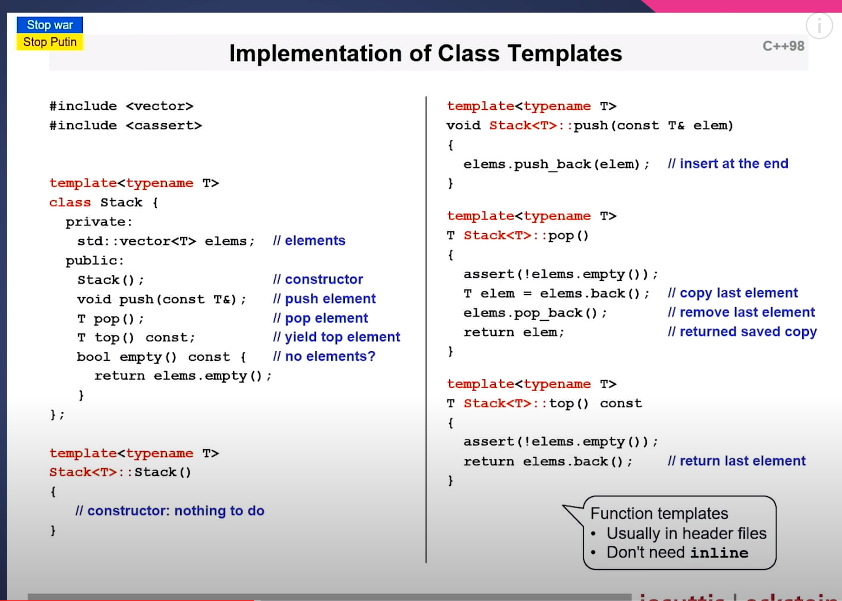 Stop war
Stop Putin
Implementation of Class Templates
C++98
i
#include <vector>
#include <cassert>
template<typename T>
class Stack {
private:
std::vector<T> elems; // elements
public:
Stack(); // constructor
void push(const T&); // push element
T pop(); // pop element
T top() const; // yield top element
bool empty() const { // no elements?
return elems.empty();
}
};
template<typename T>
Stack<T>::Stack()
{
// constructor: nothing to do
}
template<typename T>
void Stack<T>::push(const T& elem)
{
elems.push_back(elem); // insert at the end
}
template<typename T>
T Stack<T>::pop()
{
assert(!elems.empty());
T elem = elems.back(); // copy last element
elems.pop_back(); // remove last element
return elem; // returned saved copy
}
template<typename T>
T Stack<T>::top() const
{
assert(!elems.empty());
return elems.back(); // return last element
}
Function templates
• Usually in header files
• Don't need inline
josuttis | eckstein